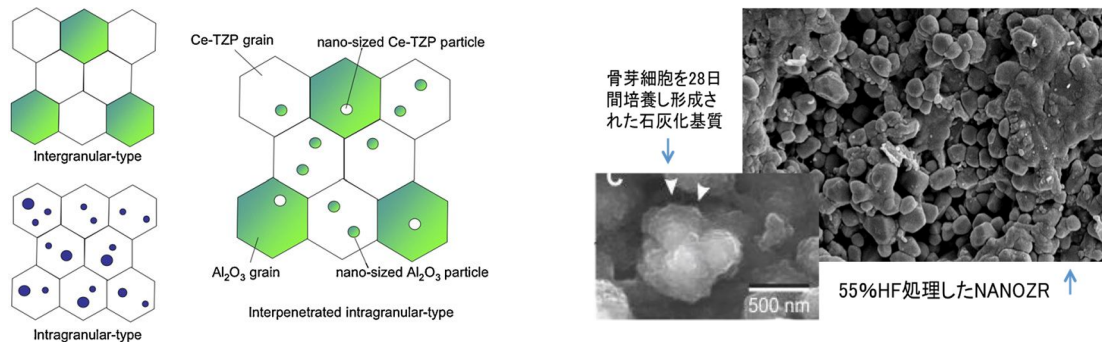 Intergranular-type
Intragranular-type
Ce-TZP grain
nano-sized Ce-TZP particle
Al₂O₃ grain
nano-sized Al₂O₃ particle
Interpenetrated intragranular-type
骨芽細胞を28日
間培養し形成さ
れた石灰化基質
C
500 nm
55%HF処理したNANOZR